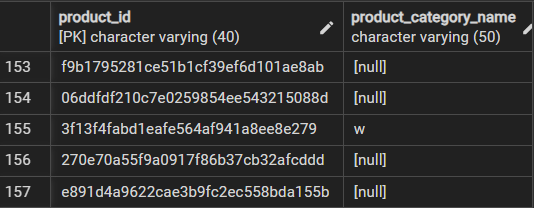 product_id product_category_name
[PK] character varying (40) character varying (50)
153 f9b1795281ce51b1cf39ef6d101ae8ab [null]
154 06ddfdf210c7e0259854ee543215088d [null]
155 3f13f4fabd1eafe564af941a8ee8e279 w
156 270e70a55f9a0917f86b37cb32afcddd [null]
157 e891d4a9622cae3b9fc2ec558bda155b [null]